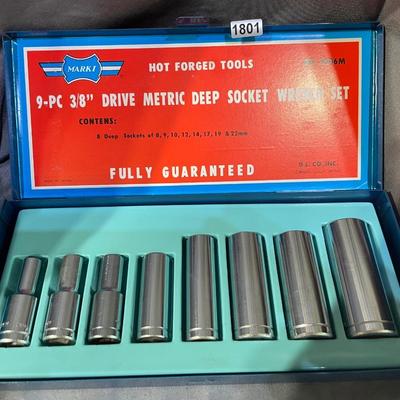 1801
MARKT
HOT FORGED TOOLS
9-PC 3/8" DRIVE METRIC DEEP SOCKET WRENCH SET
CONTENS:
8 Deep Sockets of 8,9,10,12,14,17,19 & 22mm
FULLY GUARANTEED